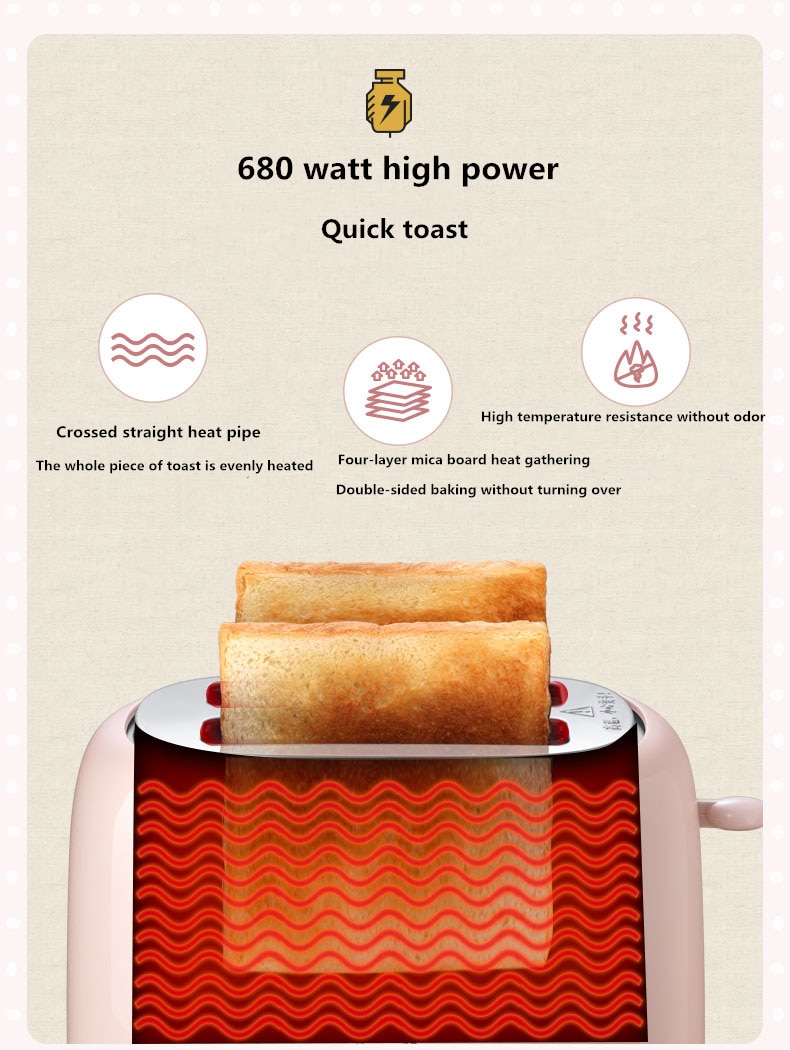 680 watt high power
Quick toast
Crossed straight heat pipe
The whole piece of toast is evenly heated
Four-layer mica board heat gathering
Double-sided baking without turning over
High temperature resistance without odor